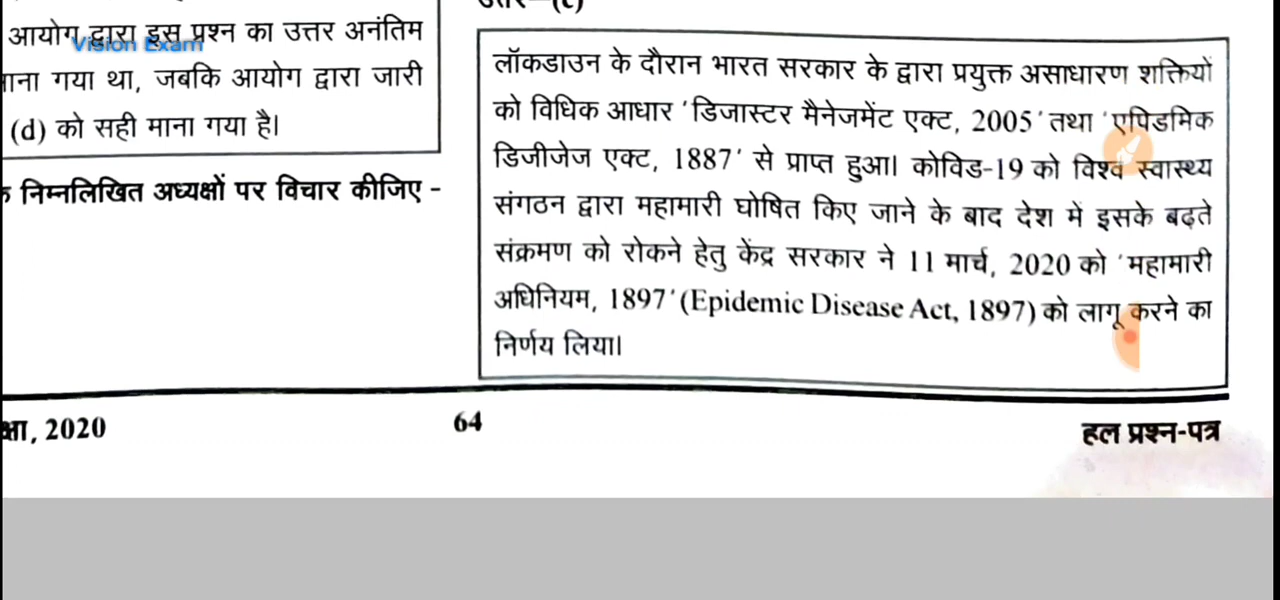 आयोग द्वारा इस प्रश्न का उत्तर अनंतिम
Vision Exam
माना गया था, जबकि आयोग द्वारा जारी
(d) को सही माना गया है।
निम्नलिखित अध्यक्षों पर विचार कीजिए -
उत्तर—(c)
लॉकडाउन के दौरान भारत सरकार के द्वारा प्रयुक्त असाधारण शक्तियों
को विधिक आधार 'डिजास्टर मैनेजमेंट एक्ट, 2005' तथा 'एपिडमिक
डिजीजेज एक्ट, 1887' से प्राप्त हुआ। कोविड-19 को विश्व स्वास्थ्य
संगठन द्वारा महामारी घोषित किए जाने के बाद देश में इसके बढ़ते
संक्रमण को रोकने हेतु केंद्र सरकार ने 11 मार्च, 2020 को 'महामारी
अधिनियम, 1897' (Epidemic Disease Act, 1897) को लागू करने का
निर्णय लिया।
2020
64
हल प्रश्न-पत्र